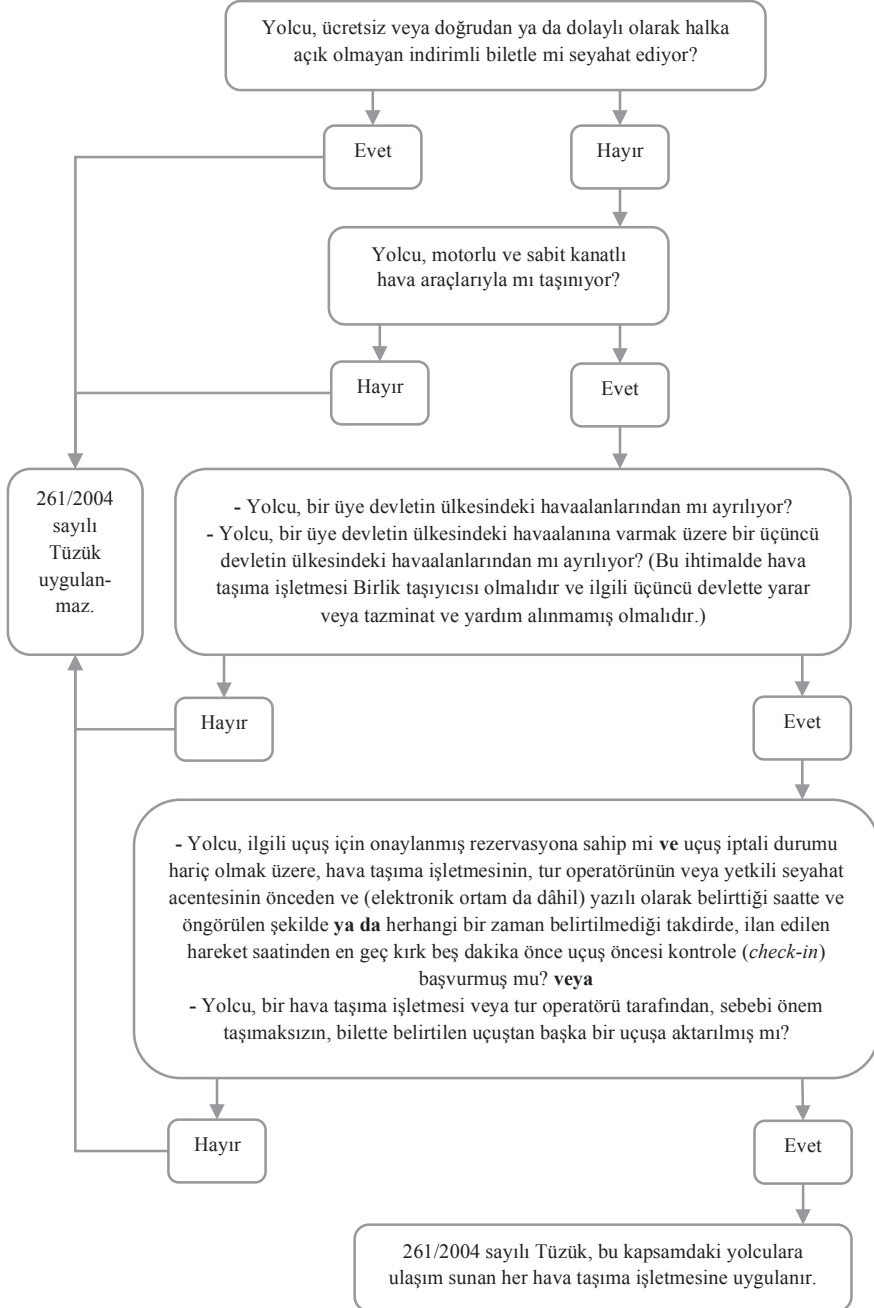 Yolcu, ücretsiz veya doğrudan ya da dolaylı olarak halka
açık olmayan indirimli biletle mi seyahat ediyor?
Evet
Hayır
Yolcu, motorlu ve sabit kanatlı
hava araçlarıyla mı taşınıyor?
Hayır
Evet
261/2004
sayılı
Tüzük
uygulan-
maz.
- Yolcu, bir üye devletin ülkesindeki havaalanlarından mı ayrılıyor?
- Yolcu, bir üye devletin ülkesindeki havaalanına varmak üzere bir üçüncü
devletin ülkesindeki havaalanlarından mı ayrılıyor? (Bu ihtimalde hava
taşıma işletmesi Birlik taşıyıcısı olmalıdır ve ilgili üçüncü devlette yarar
veya tazminat ve yardım alınmamış olmalıdır.)
Hayır
Evet
- Yolcu, ilgili uçuş için onaylanmış rezervasyona sahip mi ve uçuş iptali durumu
hariç olmak üzere, hava taşıma işletmesinin, tur operatörünün veya yetkili seyahat
acentesinin önceden ve (elektronik ortam da dâhil) yazılı olarak belirttiği saatte ve
öngörülen şekilde ya da herhangi bir zaman belirtilmediği takdirde, ilan edilen
hareket saatinden en geç kırk beş dakika önce uçuş öncesi kontrole (check-in)
başvurmuş mu? veya
- Yolcu, bir hava taşıma işletmesi veya tur operatörü tarafından, sebebi önem
taşımaksızın, bilette belirtilen uçuştan başka bir uçuşa aktarılmış mı?
Hayır
Evet
261/2004 sayılı Tüzük, bu kapsamdaki yolculara
ulaşım sunan her hava taşıma işletmesine uygulanır.